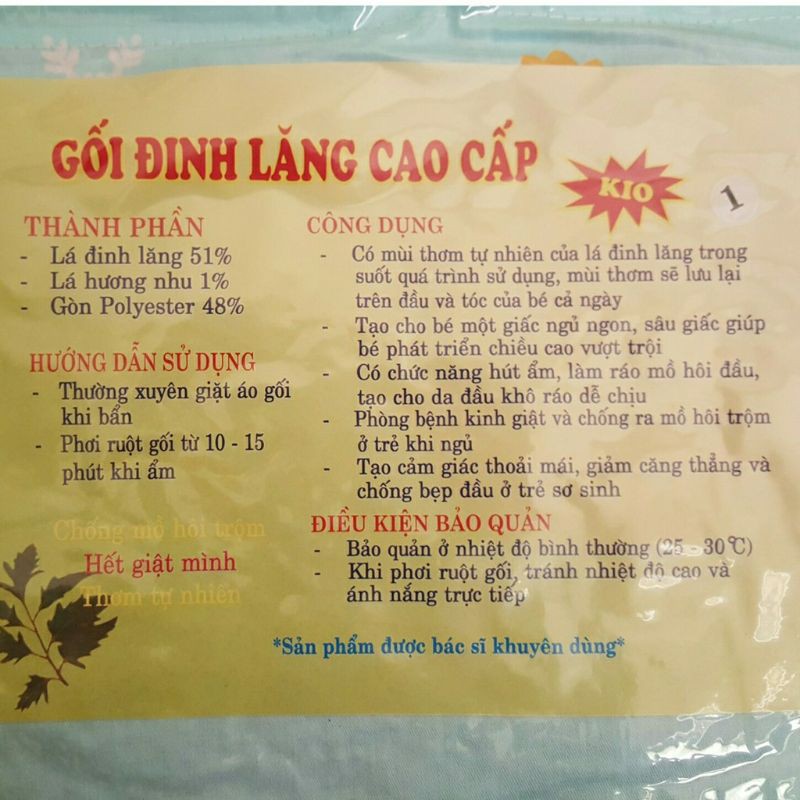 GỐI ĐINH LĂNG CAO CẤP
KIO
1
THÀNH PHẦN
- Lá đinh lăng 51%
- Lá hương nhu 1%
- Gòn Polyester 48%
HƯỚNG DẪN SỬ DỤNG
- Thường xuyên giặt áo gối
khi bẩn
- Phơi ruột gối từ 10 - 15
phút khi ẩm
Chống mồ hôi trộm
Hết giật mình
Thơm tự nhiên
CÔNG DỤNG
- Có mùi thơm tự nhiên của lá đinh lăng trong
suốt quá trình sử dụng, mùi thơm sẽ lưu lại
trên đầu và tóc của bé cả ngày
- Tạo cho bé một giấc ngủ ngon, sâu giấc giúp
bé phát triển chiều cao vượt trội
- Có chức năng hút ẩm, làm ráo mồ hôi đầu,
tạo cho da đầu khô ráo dễ chịu
- Phòng bệnh kinh giật và chống ra mồ hôi trộm
ở trẻ khi ngủ
- Tạo cảm giác thoải mái, giảm căng thẳng và
chống bẹp đầu ở trẻ sơ sinh
ĐIỀU KIỆN BẢO QUẢN
- Bảo quản ở nhiệt độ bình thường (25 - 30℃)
- Khi phơi ruột gối, tránh nhiệt độ cao và
ánh nắng trực tiếp
*Sản phẩm được bác sĩ khuyên dùng*